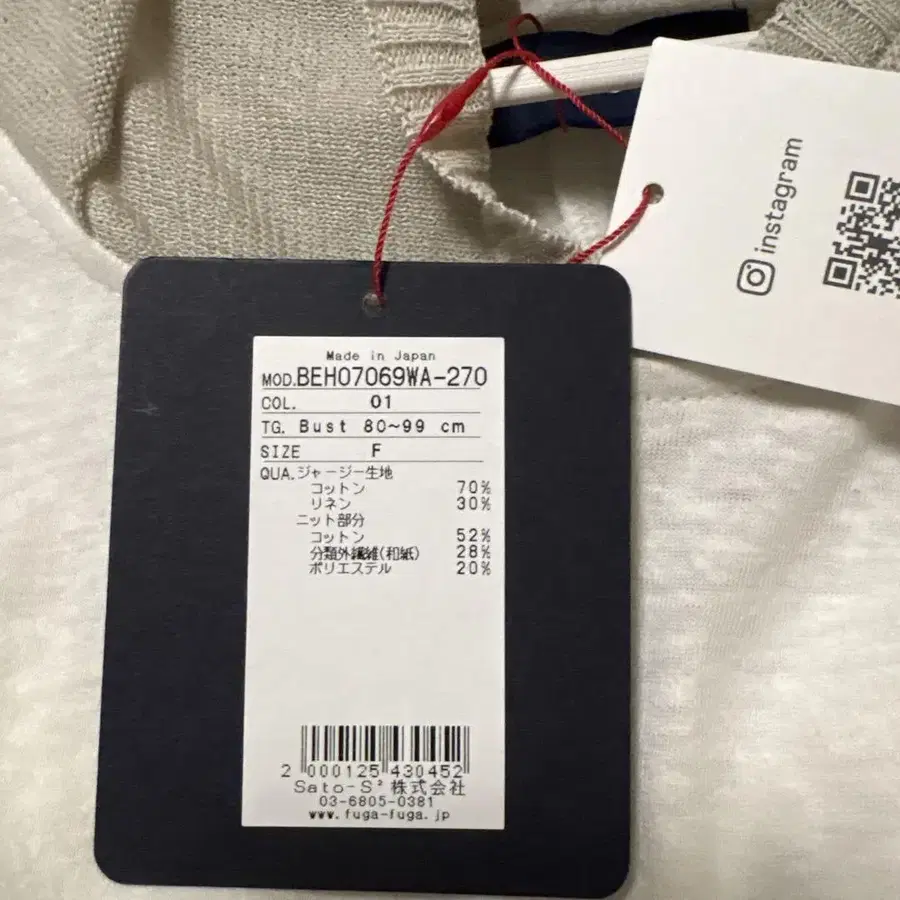 instagram
Made in Japan
MOD.BEH07069WA-270
COL. 01
TG. Bust 80~99 cm
SIZE F
QUA.ジャージー生地
コットン 70%
リネン 30%
ニット部分
コットン 52%
分類外繊維(和紙) 28%
ポリエステル 20%
2 000125 430452
Sato-S²株式会社
03-6805-0381
www.fuga-fuga.jp